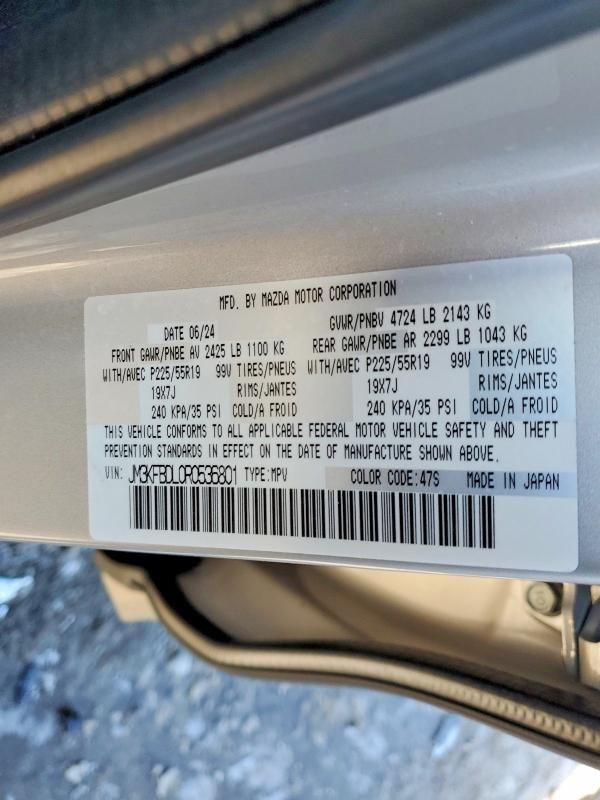 MFD. BY MAZDA MOTOR CORPORATION
DATE 06/24 GVWR/PNBV 4724 LB 2143 KG
FRONT GAWR/PNBE AV 2425 LB 1100 KG REAR GAWR/PNBE AR 2299 LB 1043 KG
WITH/AVEC P225/55R19 99V TIRES/PNEUS WITH/AVEC P225/55R19 99V TIRES/PNEUS
19X7J RIMS/JANTES 19X7J RIMS/JANTES
240 KPA/35 PSI COLD/A FROID 240 KPA/35 PSI COLD/A FROID
THIS VEHICLE CONFORMS TO ALL APPLICABLE FEDERAL MOTOR VEHICLE SAFETY AND THEFT
PREVENTION STANDARDS IN EFFECT ON THE DATE OF MANUFACTURE SHOWN ABOVE.
VIN: JM3KFBDL0R0536801 TYPE:MPV COLOR CODE:47S MADE IN JAPAN